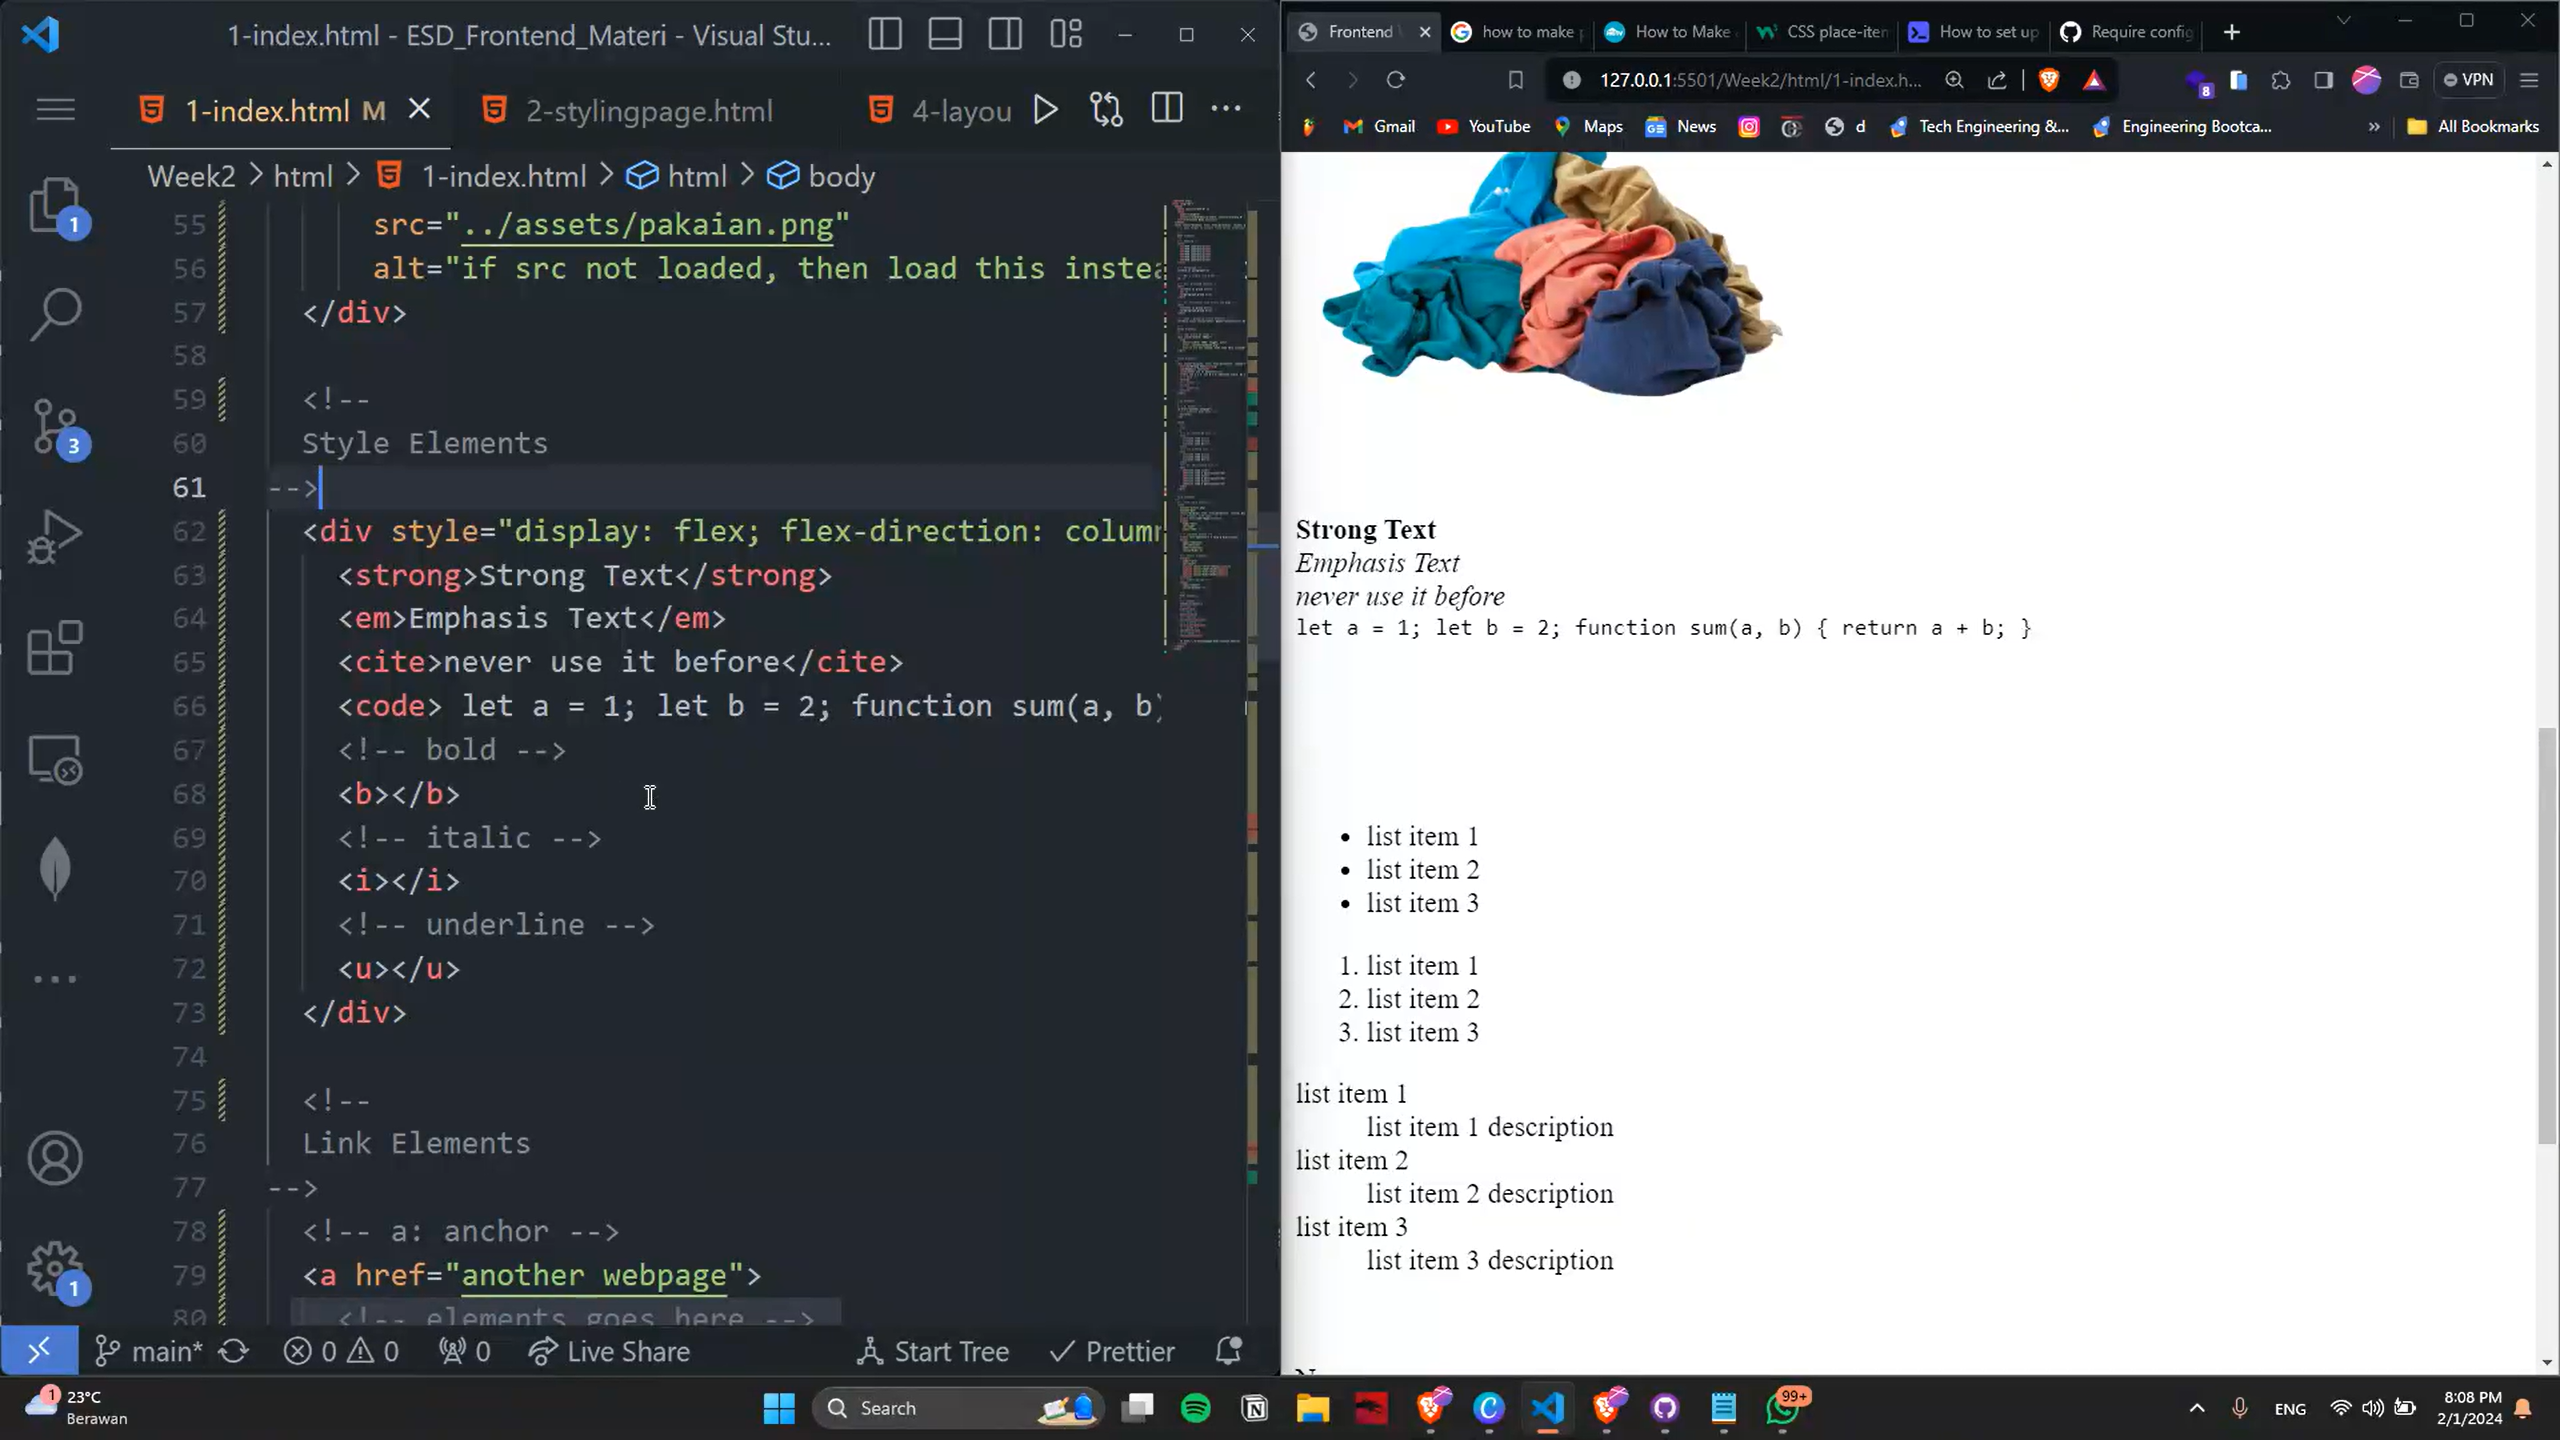 1-index.html - ESD_Frontend_Materi - Visual Stu...
1-index.html M
2-stylingpage.html
4-layou
Week2 > html > 1-index.html > html > body
55 src="../assets/pakaian.png"
56 alt="if src not loaded, then load this instea
57 </div>
58
59 <!--
60 Style Elements
61 -->
62 <div style="display: flex; flex-direction: column
63 <strong>Strong Text</strong>
64 <em>Emphasis Text</em>
65 <cite>never use it before</cite>
66 <code> let a = 1; let b = 2; function sum(a, b)
67 <!-- bold -->
68 <b></b>
69 <!-- italic -->
70 <i></i>
71 <!-- underline -->
72 <u></u>
73 </div>
74
75 <!--
76 Link Elements
77 -->
78 <!-- a: anchor -->
79 <a href="another webpage">
80 <!-- elements goes here -->
1
3
1
main* 0 0 0 Live Share Start Tree Prettier
Frontend
how to make
How to Make
CSS place-iten
How to set up
Require config
127.0.0.1:5501/Week2/html/1-index.h...
8
VPN
Gmail YouTube Maps News d Tech Engineering &... Engineering Bootca... » All Bookmarks
Strong Text
Emphasis Text
never use it before
let a = 1; let b = 2; function sum(a, b) { return a + b; }
• list item 1
• list item 2
• list item 3
1. list item 1
2. list item 2
3. list item 3
list item 1
list item 1 description
list item 2
list item 2 description
list item 3
list item 3 description
1
23°C
Berawan
Search
99+
ENG
8:08 PM
2/1/2024